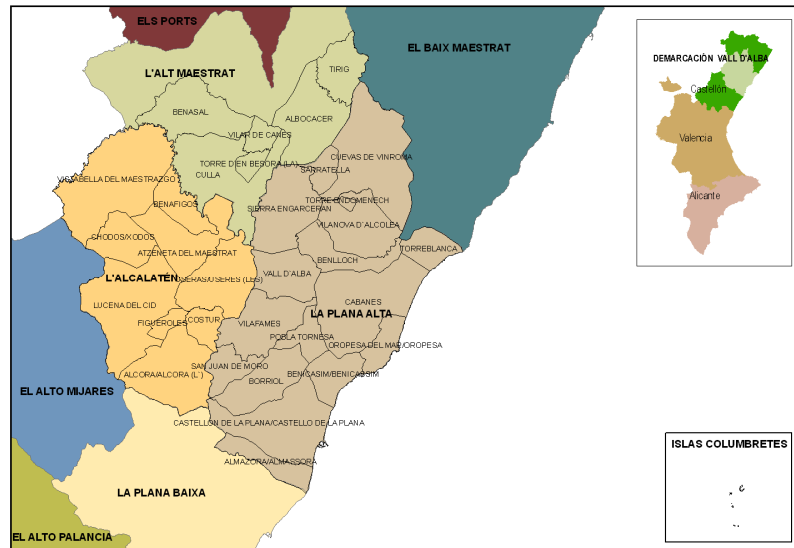 ELS PORTS
EL BAIX MAESTRAT
L'ALT MAESTRAT
TIRIG
BENASAL
ALBOCACER
VILAR DE CANES
CUEVAS DE VINROMA
TORRE D'EN BESORA (LA)
SARRATELLA
CULLA
VISTABELLA DEL MAESTRAZGO
TORRE ENDOMENECH
BENAFIGOS
SIERRA ENGARCERAN
VILANOVA D'ALCOLEA
CHODOS/XODOS
TORREBLANCA
ATZENETA DEL MAESTRAT
BENLLOCH
L'ALCALATÉN
USERAS/USERES (LES)
VALL D'ALBA
LUCENA DEL CID
CABANES
LA PLANA ALTA
FIGUEROLES
COSTUR
VILAFAMES
POBLA TORNESA
OROPESA DEL MAR/OROPESA
SAN JUAN DE MORO
ALCORA/ALCORA (L')
BENICASIM/BENICASSIM
BORRIOL
EL ALTO MIJARES
CASTELLON DE LA PLANA/CASTELLO DE LA PLANA
ALMAZORA/ALMASSORA
LA PLANA BAIXA
EL ALTO PALANCIA
DEMARCACIÓN VALL D'ALBA
Castellón
Valencia
Alicante
ISLAS COLUMBRETES